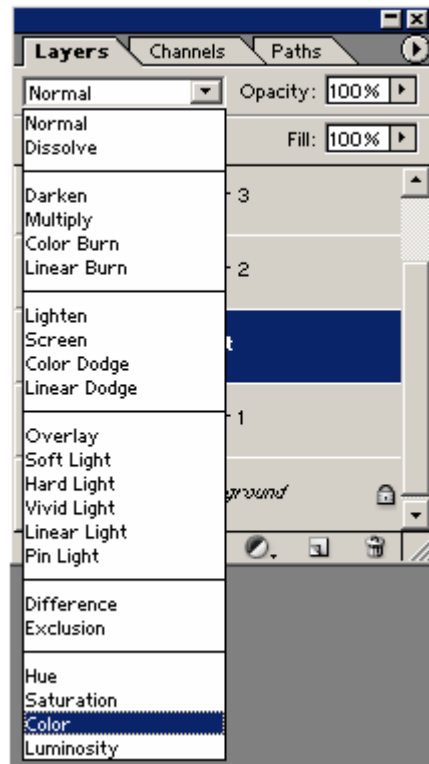 Layers Channels Paths
Normal Opacity: 100%
Normal
Dissolve
Fill: 100%
Darken
Multiply
Color Burn
Linear Burn
3
2
Lighten
Screen
Color Dodge
Linear Dodge
t
1
Overlay
Soft Light
Hard Light
Vivid Light
Linear Light
Pin Light
ground
Difference
Exclusion
Hue
Saturation
Color
Luminosity